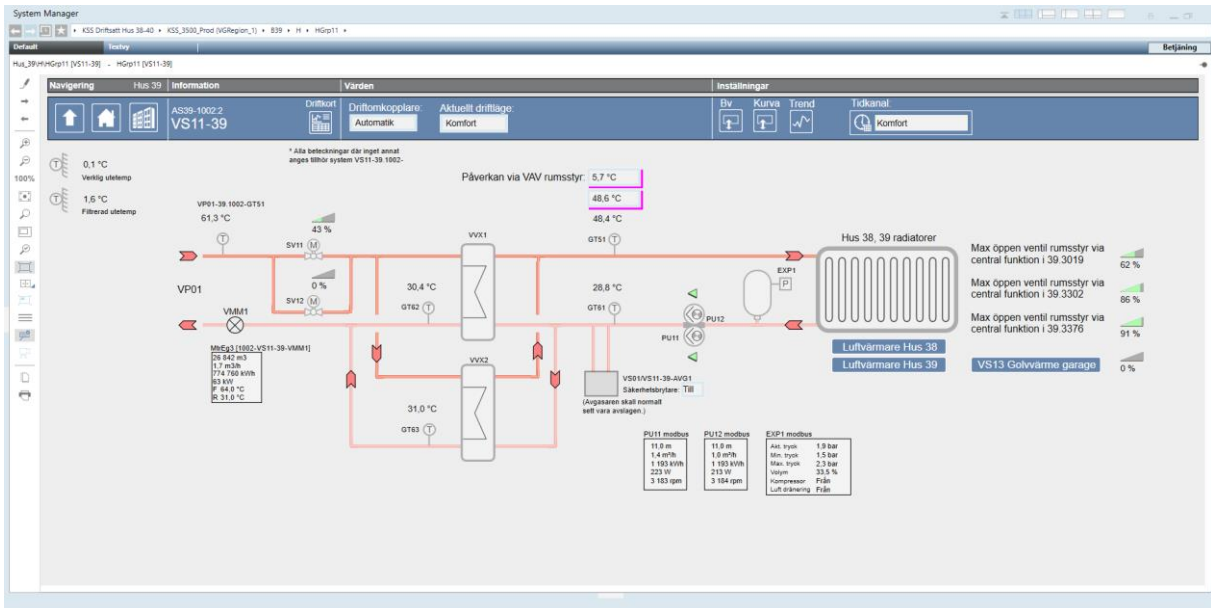 System Manager
KSS Driftsatt Hus 38-40 • KSS_3500_Prod (VGRegion_1) • B39 • H • HGrp11 •
Default Testvy Betjäning
Hus_39\H\HGrp11 [VS11-39] - HGrp11 [VS11-39]
Navigering Hus 39 Information Värden Inställningar
AS39-1002:2
VS11-39
Driftkort
Driftomkopplare: Aktuellt driftläge:
Automatik Komfort
Bv Kurva Trend Tidkanal:
Komfort
100%
T 0,1 °C
Verklig utetemp
T 1,6 °C
Filtrerad utetemp
* Alla beteckningar där inget annat
anges tillhör system VS11-39.1002-
Påverkan via VAV rumsstyr: 5,7 °C
48,6 °C
48,4 °C
GT51 T
VP01-39.1002-GT51
61,3 °C
T
43 %
SV11 M
0 %
SV12 M
VP01
VMM1
VVX1
30,4 °C
GT62 T
28,8 °C
GT61 T
EXP1
P
PU12
PU11
Hus 38, 39 radiatorer
Max öppen ventil rumsstyr via
central funktion i 39.3019
62 %
Max öppen ventil rumsstyr via
central funktion i 39.3302
86 %
Max öppen ventil rumsstyr via
central funktion i 39.3376
91 %
Luftvärmare Hus 38
Luftvärmare Hus 39
VS13 Golvvärme garage
0 %
MtrEg3 [1002-VS11-39-VMM1]
26 842 m3
1,7 m3/h
774 760 kWh
63 kW
F 64,0 °C
R 31,0 °C
VVX2
31,0 °C
GT63 T
VS01/VS11-39-AVG1
Säkerhetsbrytare: Till
(Avgasaren skall normalt
sett vara avslagen.)
PU11 modbus
11,0 m
1,4 m³/h
1 193 kWh
223 W
3 183 rpm
PU12 modbus
11,0 m
1,0 m³/h
1 193 kWh
213 W
3 184 rpm
EXP1 modbus
Akt. tryck 1,9 bar
Min. tryck 1,5 bar
Max. tryck 2,3 bar
Volym 33,5 %
Kompressor Från
Luft dränering Från